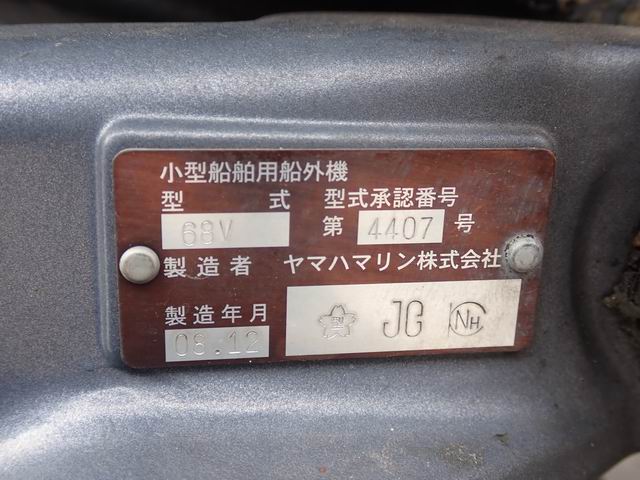 小型船舶用船外機
型式 型式承認番号
68V 第 4407 号
製造者 ヤマハマリン株式会社
製造年月
08.12 型 JG NH